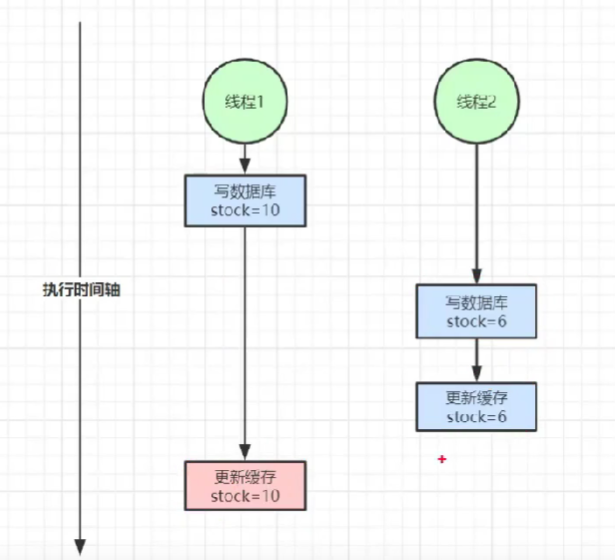 线程1
线程2
写数据库
stock=10
执行时间轴
写数据库
stock=6
更新缓存
stock=6
更新缓存
stock=10